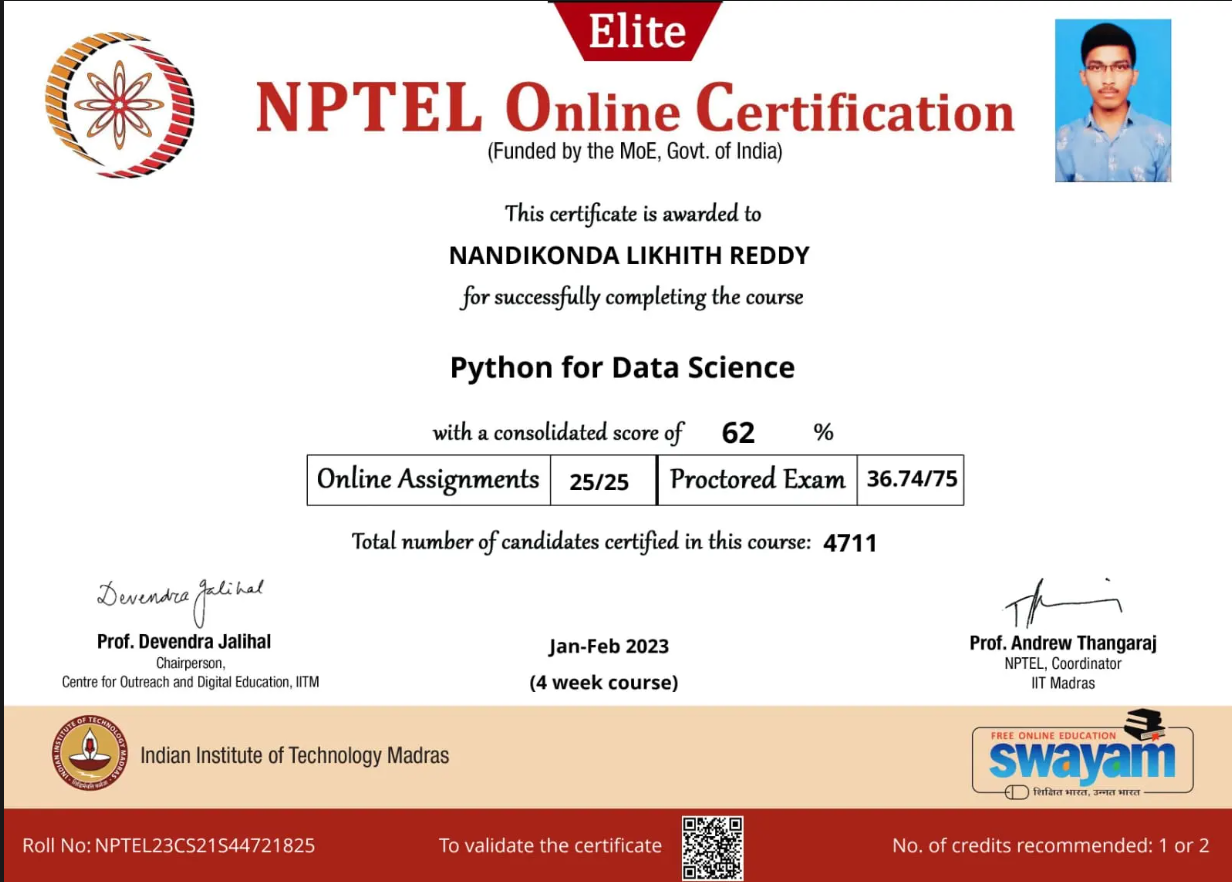 Elite
NPTEL Online Certification
(Funded by the MoE, Govt. of India)
This certificate is awarded to
NANDIKONDA LIKHITH REDDY
for successfully completing the course
Python for Data Science
with a consolidated score of 62 %
Online Assignments 25/25 Proctored Exam 36.74/75
Total number of candidates certified in this course: 4711
Devendra Jalihal
Prof. Devendra Jalihal
Chairperson,
Centre for Outreach and Digital Education, IITM
Jan-Feb 2023
(4 week course)
Prof. Andrew Thangaraj
NPTEL, Coordinator
IIT Madras
INDIAN INSTITUTE OF TECHNOLOGY MADRAS
Indian Institute of Technology Madras
FREE ONLINE EDUCATION
swayam
शिक्षित भारत, उन्नत भारत
Roll No: NPTEL23CS21S44721825
To validate the certificate
No. of credits recommended: 1 or 2